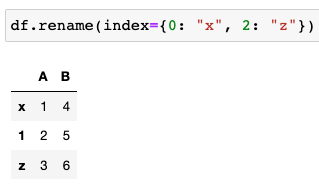 df.rename(index={0: "x", 2: "z"})
A B
x 1 4
1 2 5
z 3 6